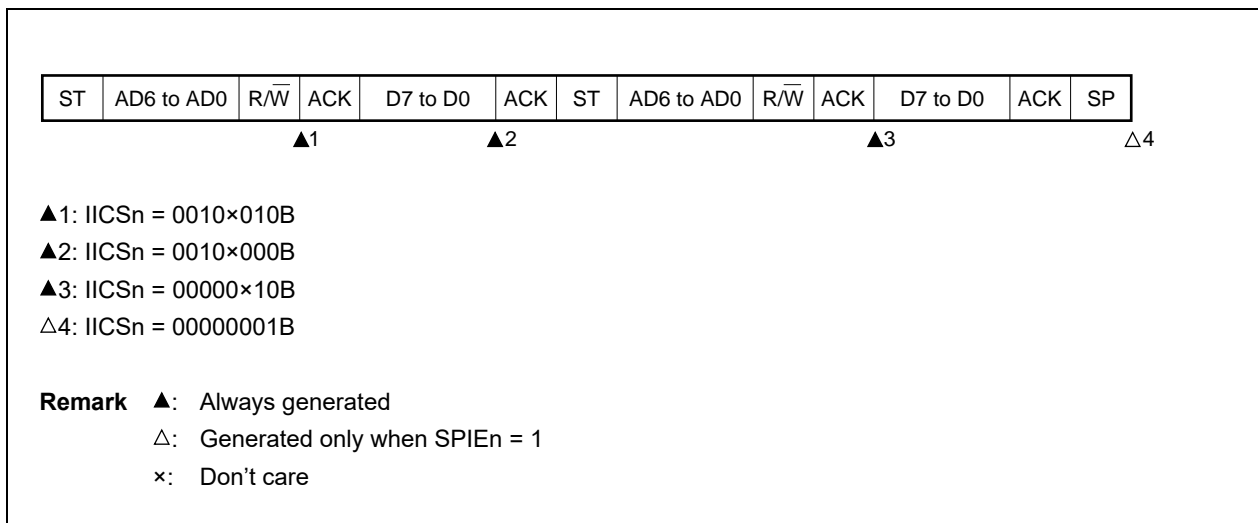 ST AD6 to AD0 R/W̅ ACK D7 to D0 ACK ST AD6 to AD0 R/W̅ ACK D7 to D0 ACK SP
▲1 ▲2 ▲3 △4
▲1: IICSn = 0010×010B
▲2: IICSn = 0010×000B
▲3: IICSn = 00000×10B
△4: IICSn = 00000001B
Remark ▲: Always generated
△: Generated only when SPIEn = 1
×: Don't care